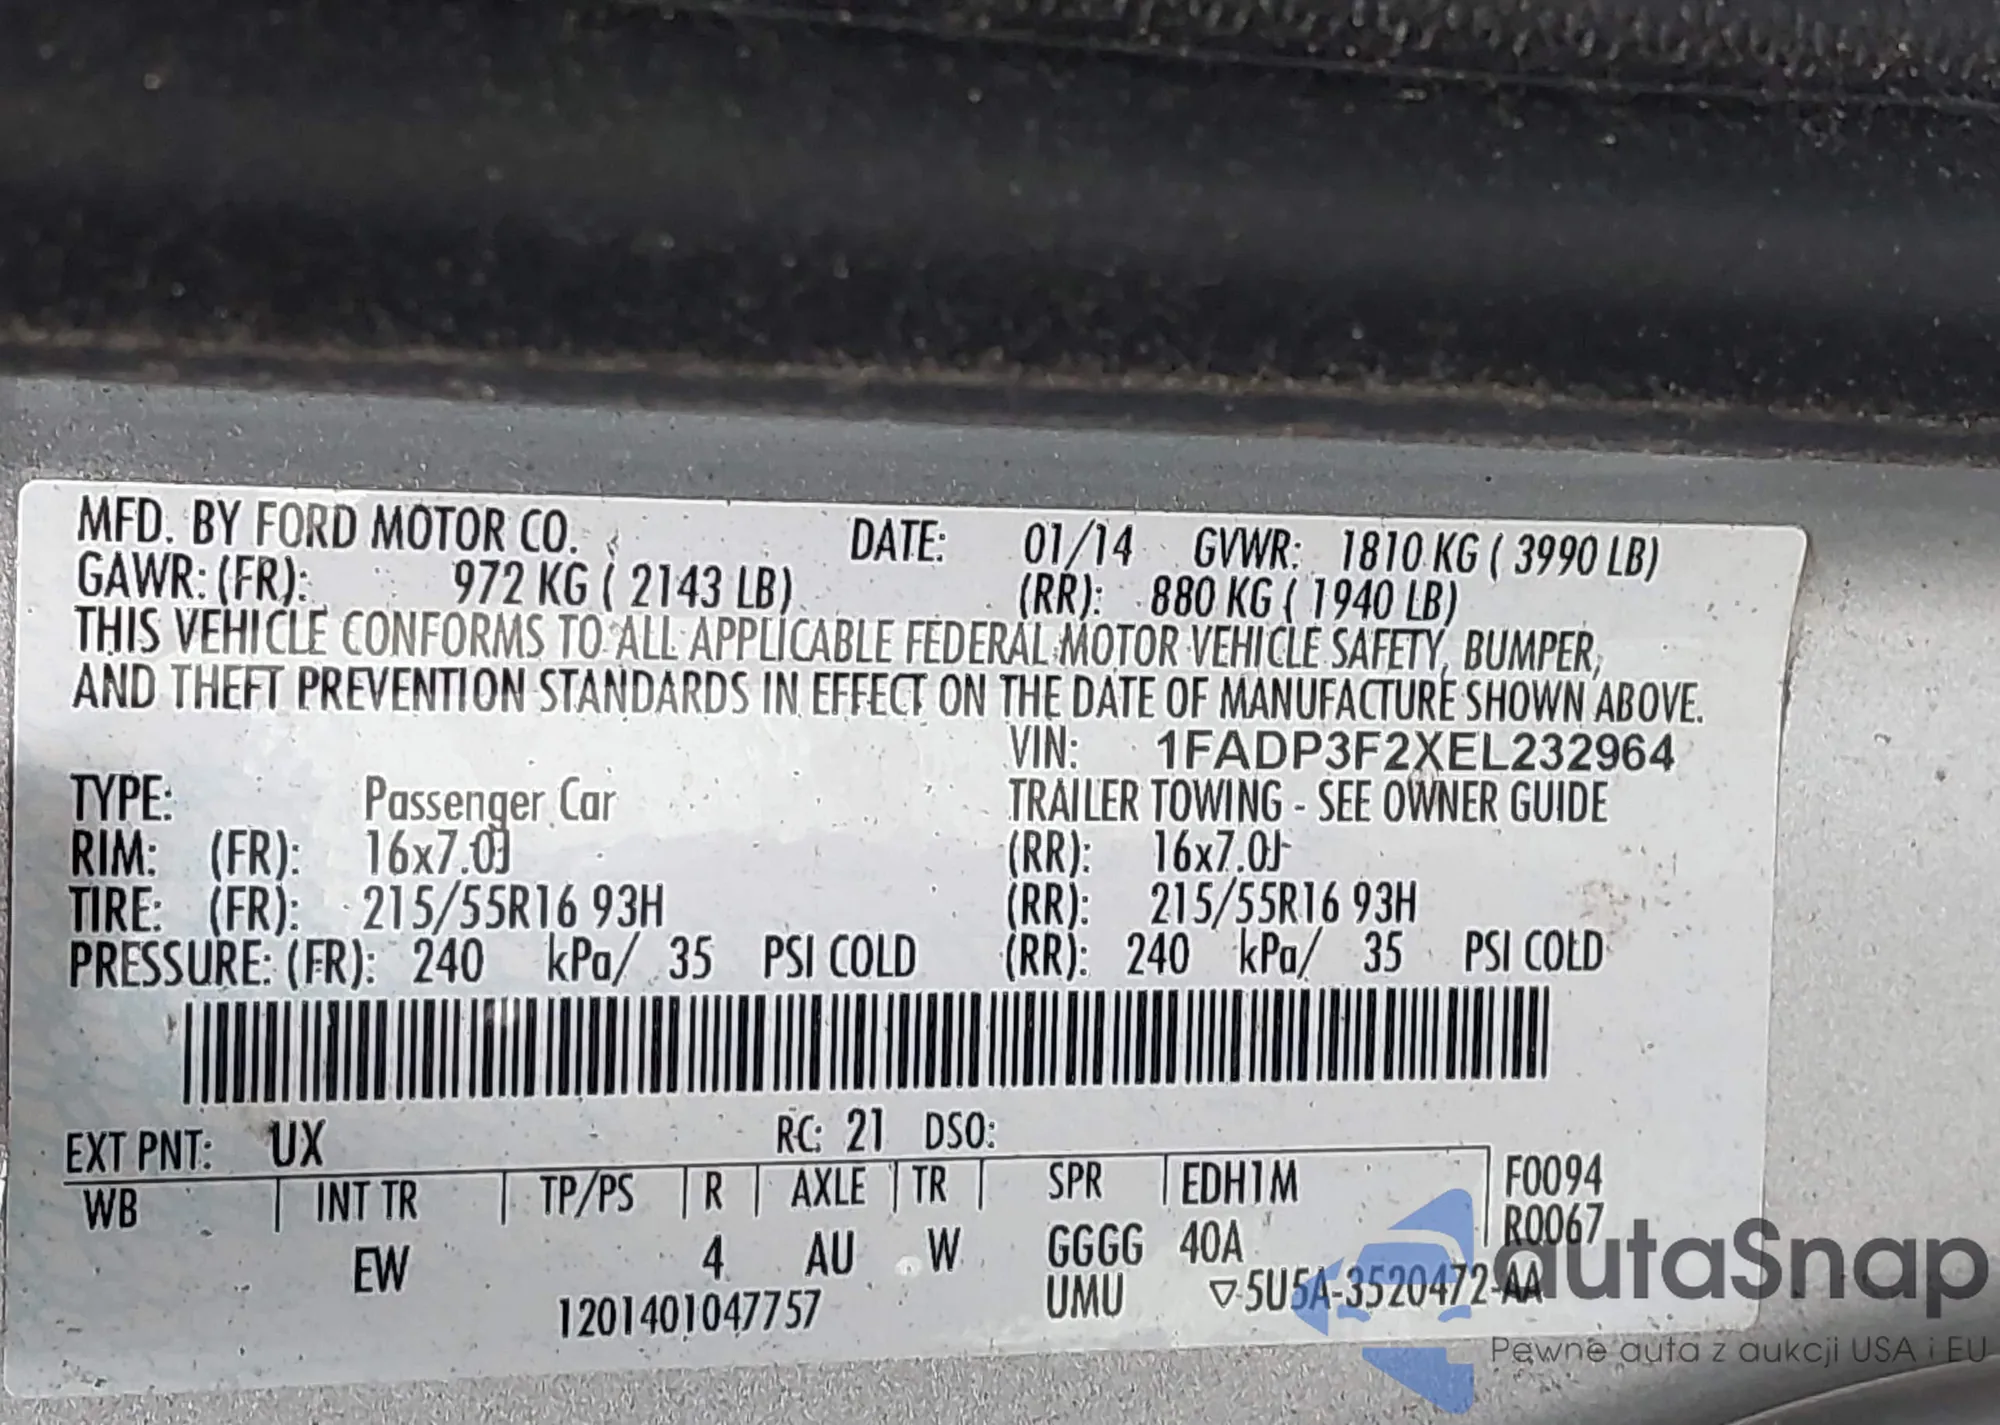 MFD. BY FORD MOTOR CO. DATE: 01/14 GVWR: 1810 KG ( 3990 LB)
GAWR: (FR): 972 KG ( 2143 LB) (RR): 880 KG ( 1940 LB)
THIS VEHICLE CONFORMS TO ALL APPLICABLE FEDERAL MOTOR VEHICLE SAFETY, BUMPER,
AND THEFT PREVENTION STANDARDS IN EFFECT ON THE DATE OF MANUFACTURE SHOWN ABOVE.
VIN: 1FADP3F2XEL232964
TYPE: Passenger Car TRAILER TOWING - SEE OWNER GUIDE
RIM: (FR): 16x7.0J (RR): 16x7.0J
TIRE: (FR): 215/55R16 93H (RR): 215/55R16 93H
PRESSURE: (FR): 240 kPa/ 35 PSI COLD (RR): 240 kPa/ 35 PSI COLD
EXT PNT: UX RC: 21 DSO:
WB INT TR TP/PS R AXLE TR SPR EDH1M F0094
R0067
EW 4 AU W GGGG 40A
1201401047757 UMU ▽5U5A-3520472-AA
autaSnap
Pewne auta z aukcji USA i EU